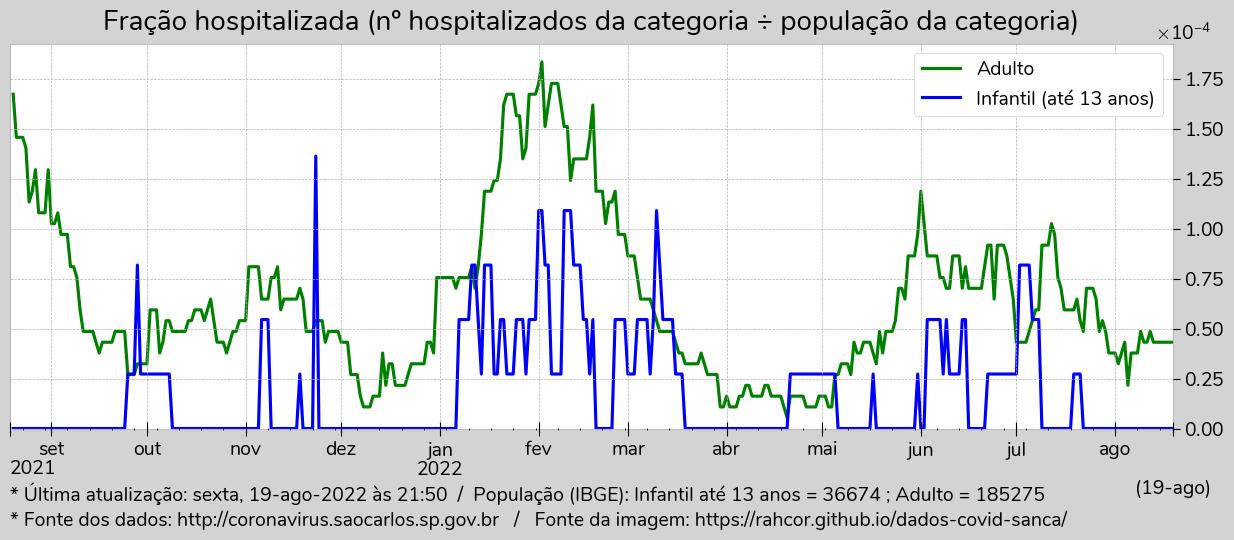 Fração hospitalizada (nº hospitalizados da categoria ÷ população da categoria)
×10⁻⁴
Adulto
Infantil (até 13 anos)
1.75
1.50
1.25
1.00
0.75
0.50
0.25
0.00
set out nov dez jan fev mar abr mai jun jul ago
2021 2022
(19-ago)
* Última atualização: sexta, 19-ago-2022 às 21:50 / População (IBGE): Infantil até 13 anos = 36674 ; Adulto = 185275
* Fonte dos dados: http://coronavirus.saocarlos.sp.gov.br / Fonte da imagem: https://rahcor.github.io/dados-covid-sanca/